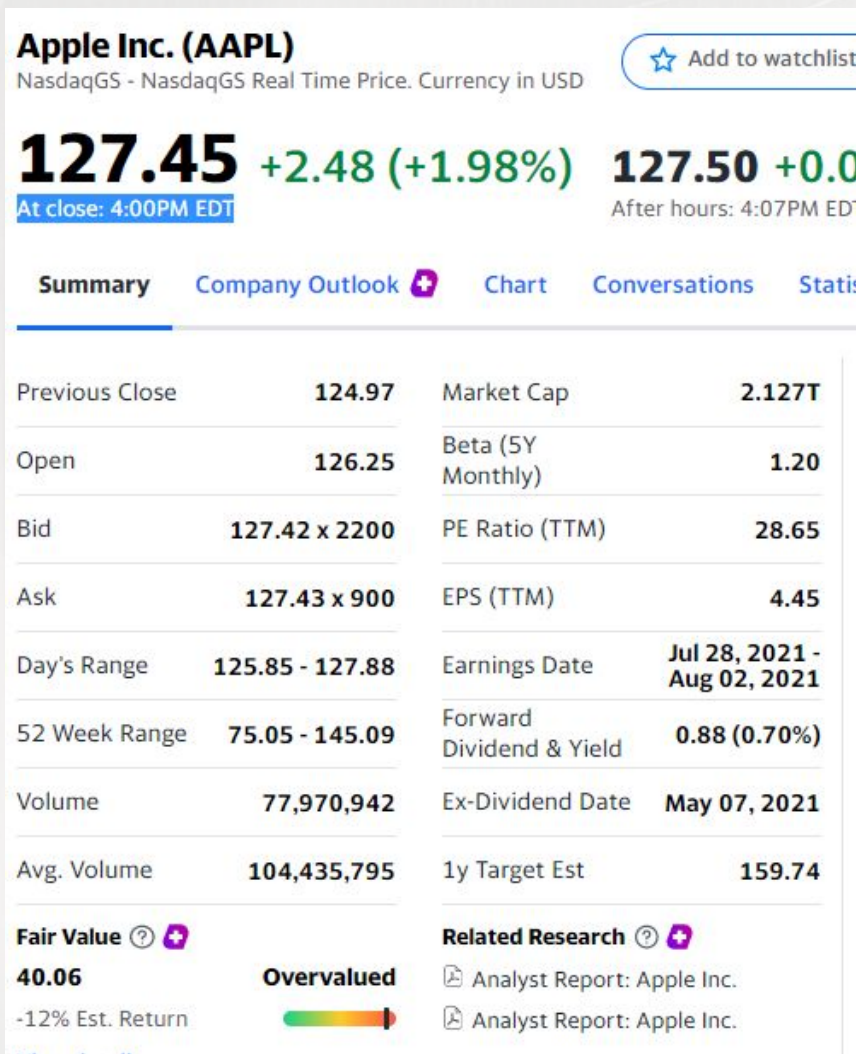 Apple Inc. (AAPL)
NasdaqGS - NasdaqGS Real Time Price. Currency in USD
Add to watchlist
127.45 +2.48 (+1.98%)
At close: 4:00PM EDT
127.50 +0.0
After hours: 4:07PM EDT
Summary Company Outlook Chart Conversations Statis
Previous Close 124.97
Open 126.25
Bid 127.42 x 2200
Ask 127.43 x 900
Day's Range 125.85 - 127.88
52 Week Range 75.05 - 145.09
Volume 77,970,942
Avg. Volume 104,435,795
Market Cap 2.127T
Beta (5Y
Monthly) 1.20
PE Ratio (TTM) 28.65
EPS (TTM) 4.45
Earnings Date Jul 28, 2021 -
Aug 02, 2021
Forward
Dividend & Yield 0.88 (0.70%)
Ex-Dividend Date May 07, 2021
1y Target Est 159.74
Fair Value
40.06 Overvalued
-12% Est. Return
Related Research
Analyst Report: Apple Inc.
Analyst Report: Apple Inc.